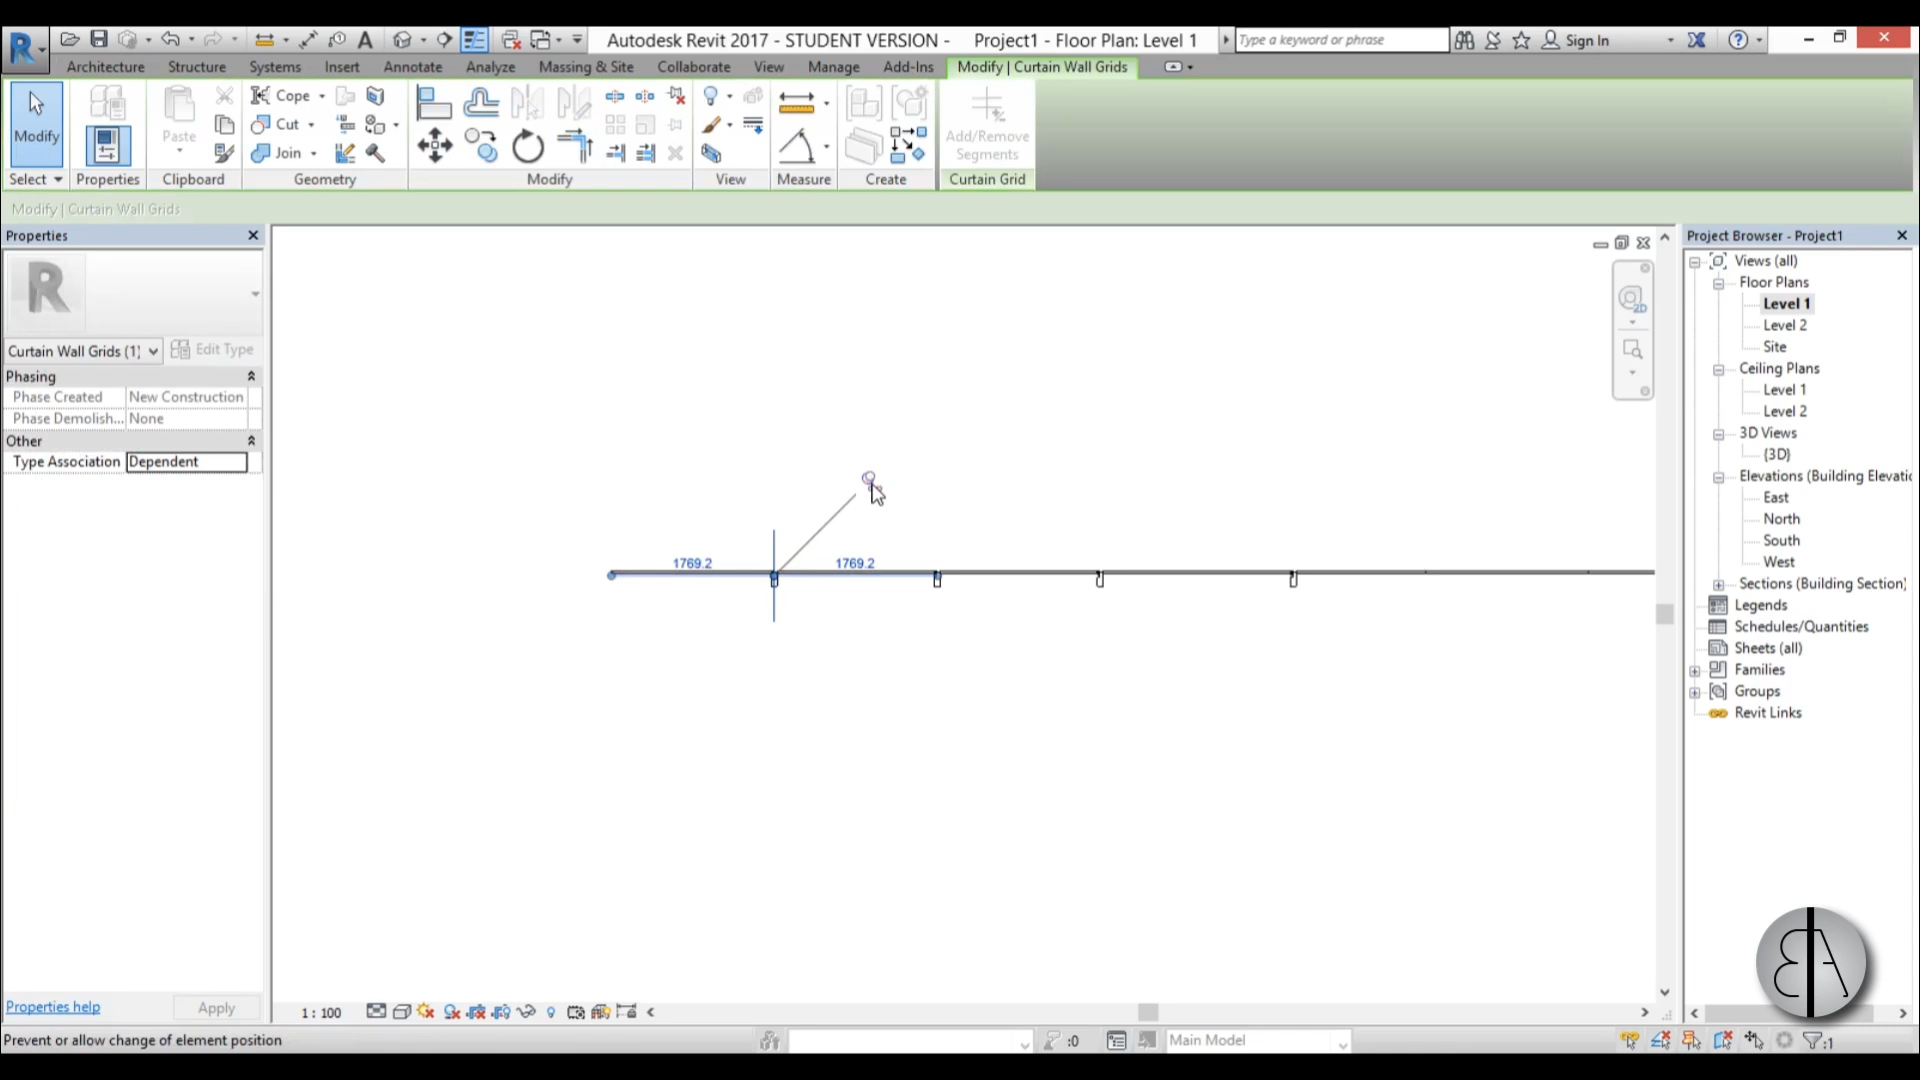 Autodesk Revit 2017 - STUDENT VERSION - Project1 - Floor Plan: Level 1
Type a keyword or phrase
Sign In
Architecture Structure Systems Insert Annotate Analyze Massing & Site Collaborate View Manage Add-Ins Modify | Curtain Wall Grids
Modify
Paste
Cope
Cut
Join
Add/Remove
Segments
Select Properties Clipboard Geometry Modify View Measure Create Curtain Grid
Modify | Curtain Wall Grids
Properties
Curtain Wall Grids (1)
Edit Type
Phasing
Phase Created New Construction
Phase Demolish... None
Other
Type Association Dependent
Properties help
Apply
2D
1769.2 1769.2
Project Browser - Project1
Views (all)
Floor Plans
Level 1
Level 2
Site
Ceiling Plans
Level 1
Level 2
3D Views
{3D}
Elevations (Building Elevatic
East
North
South
West
Sections (Building Section)
Legends
Schedules/Quantities
Sheets (all)
Families
Groups
Revit Links
1 : 100
Prevent or allow change of element position
:0
Main Model
:1